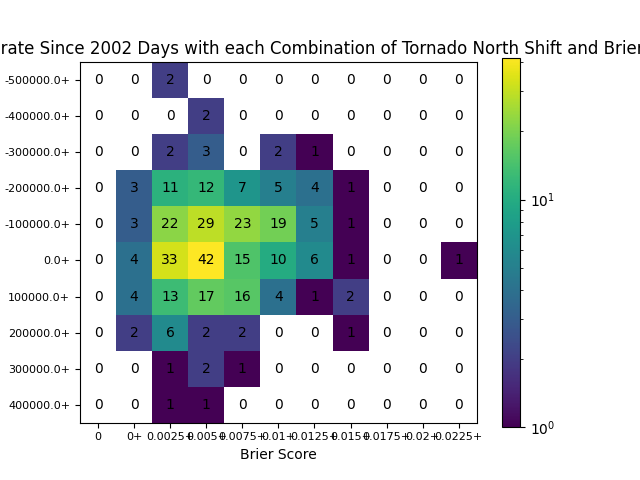 rate Since 2002 Days with each Combination of Tornado North Shift and Brier
-500000.0+ 0 0 2 0 0 0 0 0 0 0 0
-400000.0+ 0 0 0 2 0 0 0 0 0 0 0
-300000.0+ 0 0 2 3 0 2 1 0 0 0 0
-200000.0+ 0 3 11 12 7 5 4 1 0 0 0
-100000.0+ 0 3 22 29 23 19 5 1 0 0 0
0.0+ 0 4 33 42 15 10 6 1 0 0 1
100000.0+ 0 4 13 17 16 4 1 2 0 0 0
200000.0+ 0 2 6 2 2 0 0 1 0 0 0
300000.0+ 0 0 1 2 1 0 0 0 0 0 0
400000.0+ 0 0 1 1 0 0 0 0 0 0 0
0 0+ 0.0025+ 0.005+ 0.0075+ 0.01+ 0.0125+ 0.015+ 0.0175+ 0.02+ 0.0225+
Brier Score
10¹
10⁰